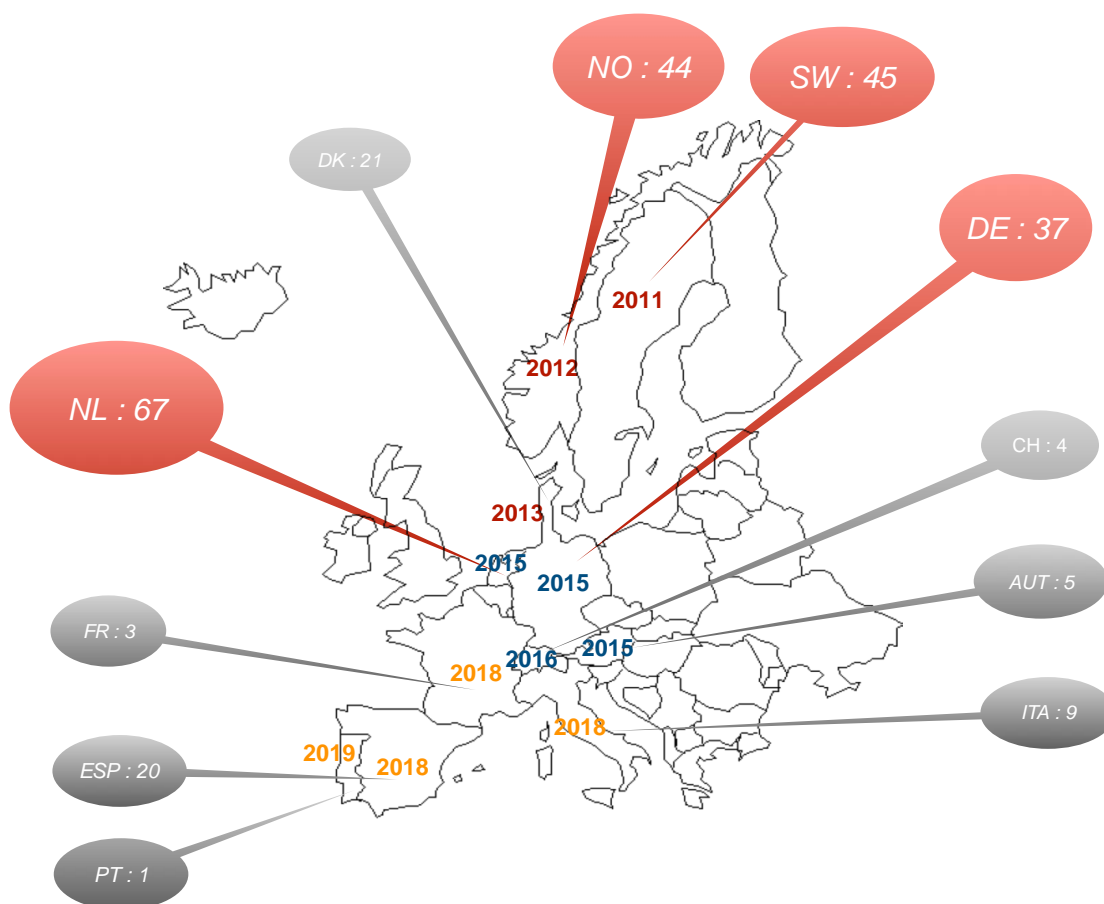 NO : 44
SW : 45
DK : 21
DE : 37
2011
2012
NL : 67
CH : 4
2013
2015
2015
AUT : 5
FR : 3
2015
2016
2018
ITA : 9
2018
2019
2018
ESP : 20
PT : 1